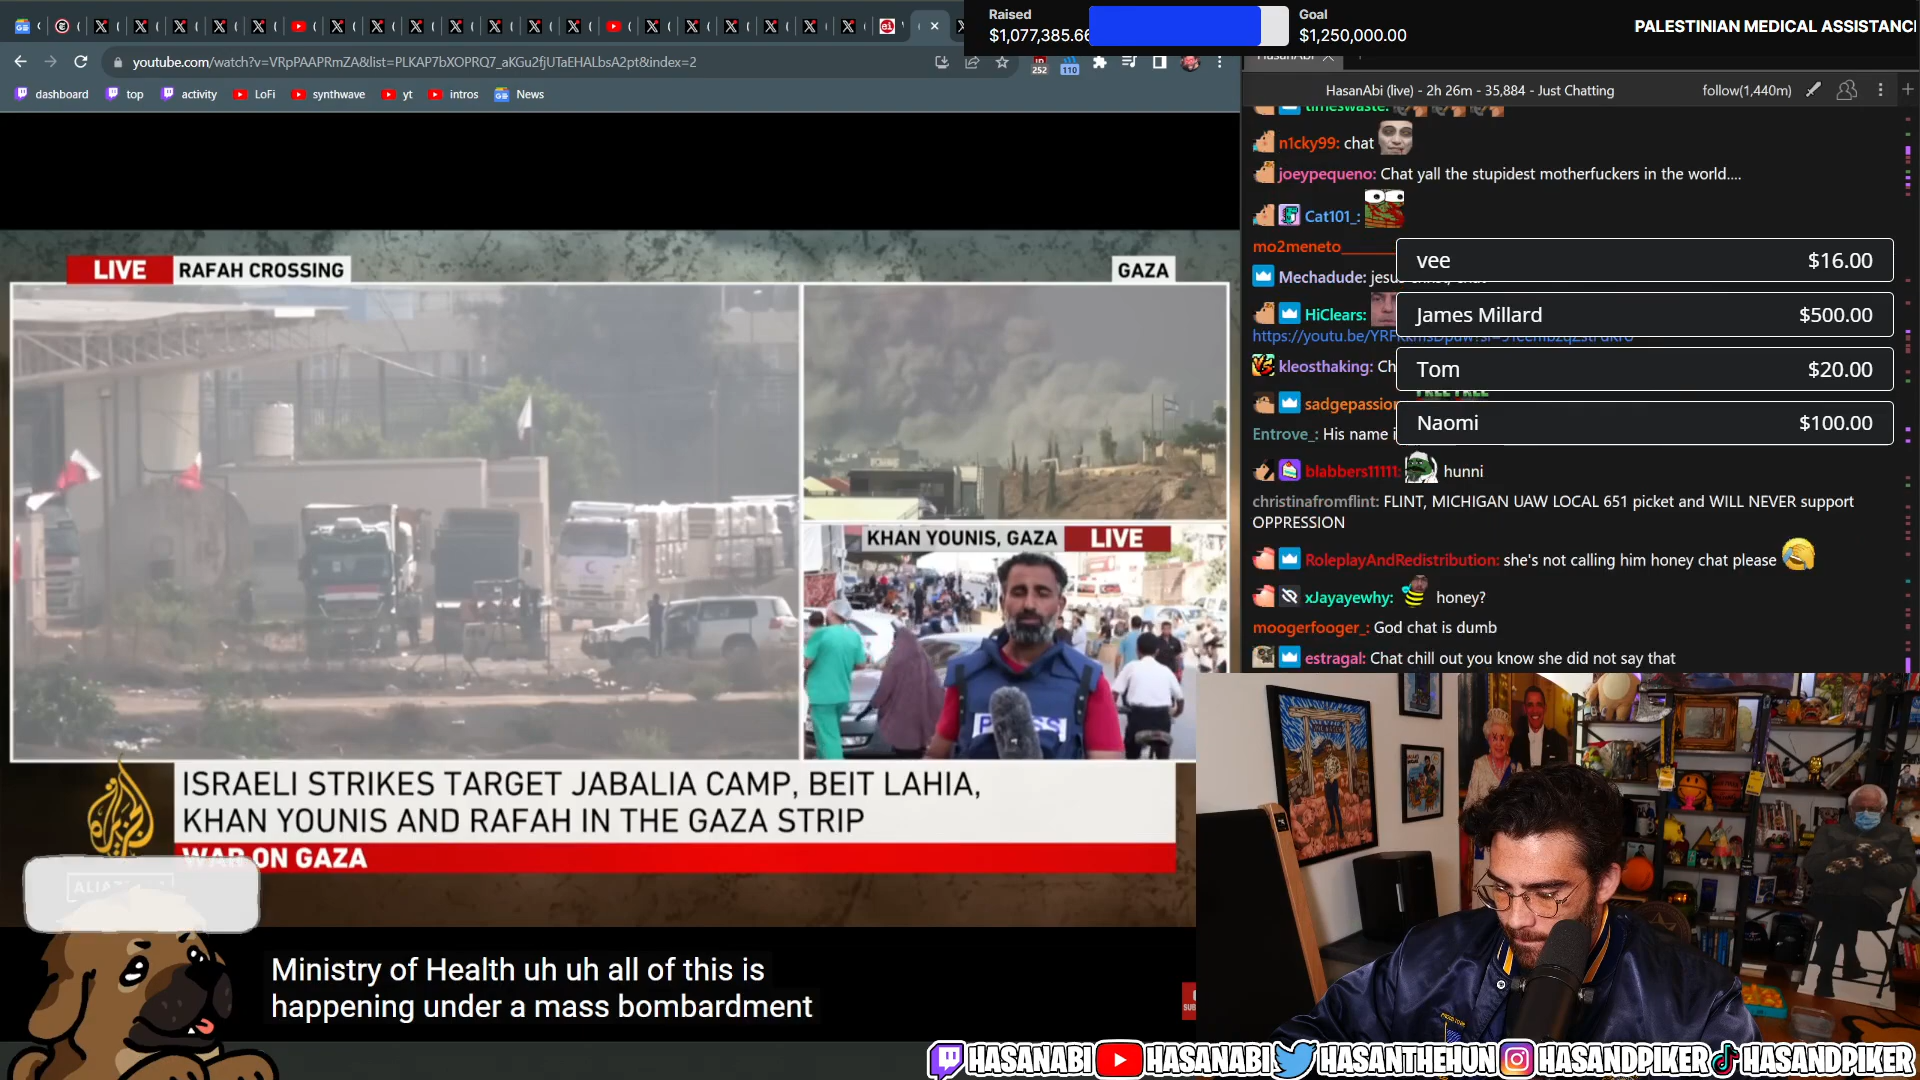 Raised
$1,077,385.66
Goal
$1,250,000.00
PALESTINIAN MEDICAL ASSISTANC
youtube.com/watch?v=VRpPAAPRmZA&list=PLKAP7bXOPRQ7_aKGu2fjUTaEHALbsA2pt&index=2
252
110
dashboard
top
activity
LoFi
synthwave
yt
intros
News
HasanAbi
HasanAbi (live) - 2h 26m - 35,884 - Just Chatting
follow(1,440m)
timeswaste:
n1cky99: chat
joeypequeno: Chat yall the stupidest motherfuckers in the world....
Cat101_:
mo2meneto
Mechadude:
HiClears:
kleosthaking:
sadgepassion
Entrove_: His name i
vee $16.00
James Millard $500.00
Tom $20.00
Naomi $100.00
blabbers11111: hunni
christinafromflint: FLINT, MICHIGAN UAW LOCAL 651 picket and WILL NEVER support
OPPRESSION
RoleplayAndRedistribution: she's not calling him honey chat please
xJayayewhy: honey?
moogerfooger_: God chat is dumb
estragal: Chat chill out you know she did not say that
LIVE RAFAH CROSSING
GAZA
KHAN YOUNIS, GAZA LIVE
PRESS
ISRAELI STRIKES TARGET JABALIA CAMP, BEIT LAHIA,
KHAN YOUNIS AND RAFAH IN THE GAZA STRIP
WAR ON GAZA
Ministry of Health uh uh all of this is
happening under a mass bombardment
HASANABI
HASANABI
HASANTHEHUN
HASANDPIKER
HASANDPIKER